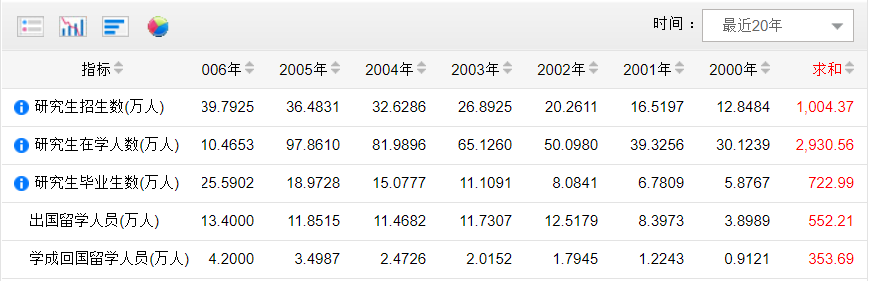 时间： 最近20年
指标 006年 2005年 2004年 2003年 2002年 2001年 2000年 求和
研究生招生数(万人) 39.7925 36.4831 32.6286 26.8925 20.2611 16.5197 12.8484 1,004.37
研究生在学人数(万人) 10.4653 97.8610 81.9896 65.1260 50.0980 39.3256 30.1239 2,930.56
研究生毕业生数(万人) 25.5902 18.9728 15.0777 11.1091 8.0841 6.7809 5.8767 722.99
出国留学人员(万人) 13.4000 11.8515 11.4682 11.7307 12.5179 8.3973 3.8989 552.21
学成回国留学人员(万人) 4.2000 3.4987 2.4726 2.0152 1.7945 1.2243 0.9121 353.69